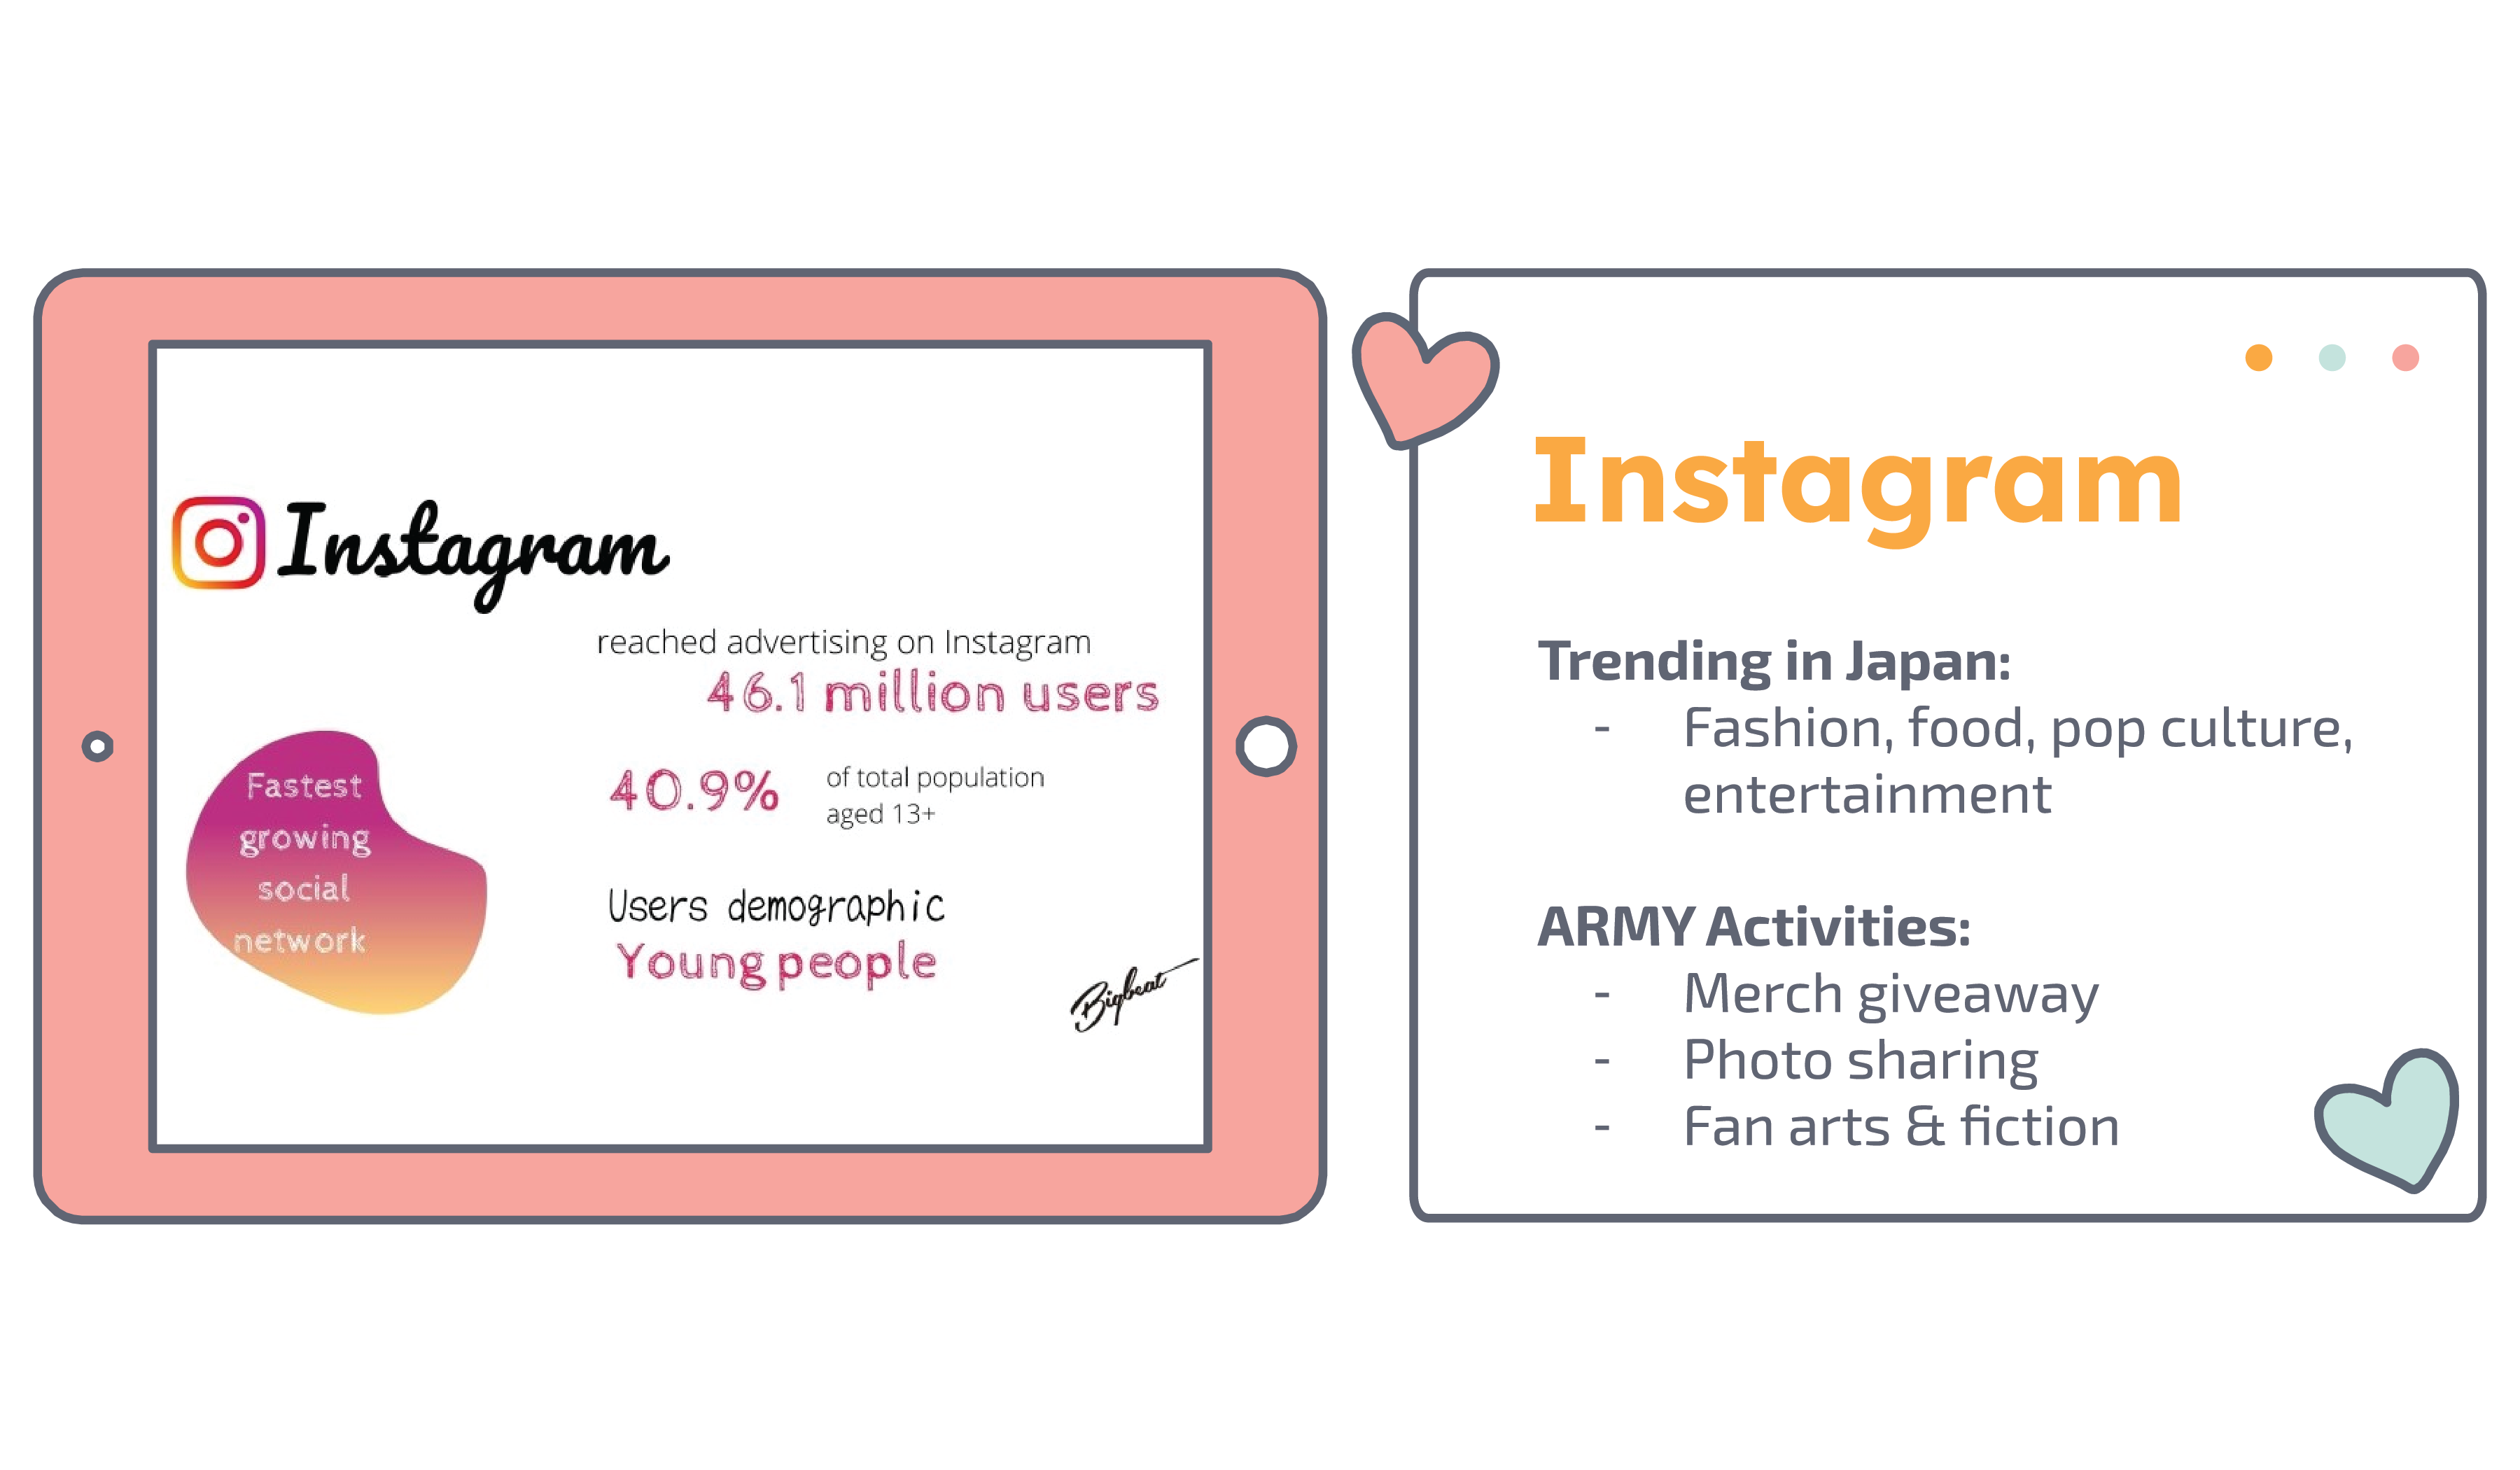 Instagram
reached advertising on Instagram
46.1 million users
40.9%
of total population
aged 13+
Fastest
growing
social
network
Users demographic
Young people
Bigbeat
Instagram
Trending in Japan:
- Fashion, food, pop culture,
entertainment
ARMY Activities:
- Merch giveaway
- Photo sharing
- Fan arts & fiction